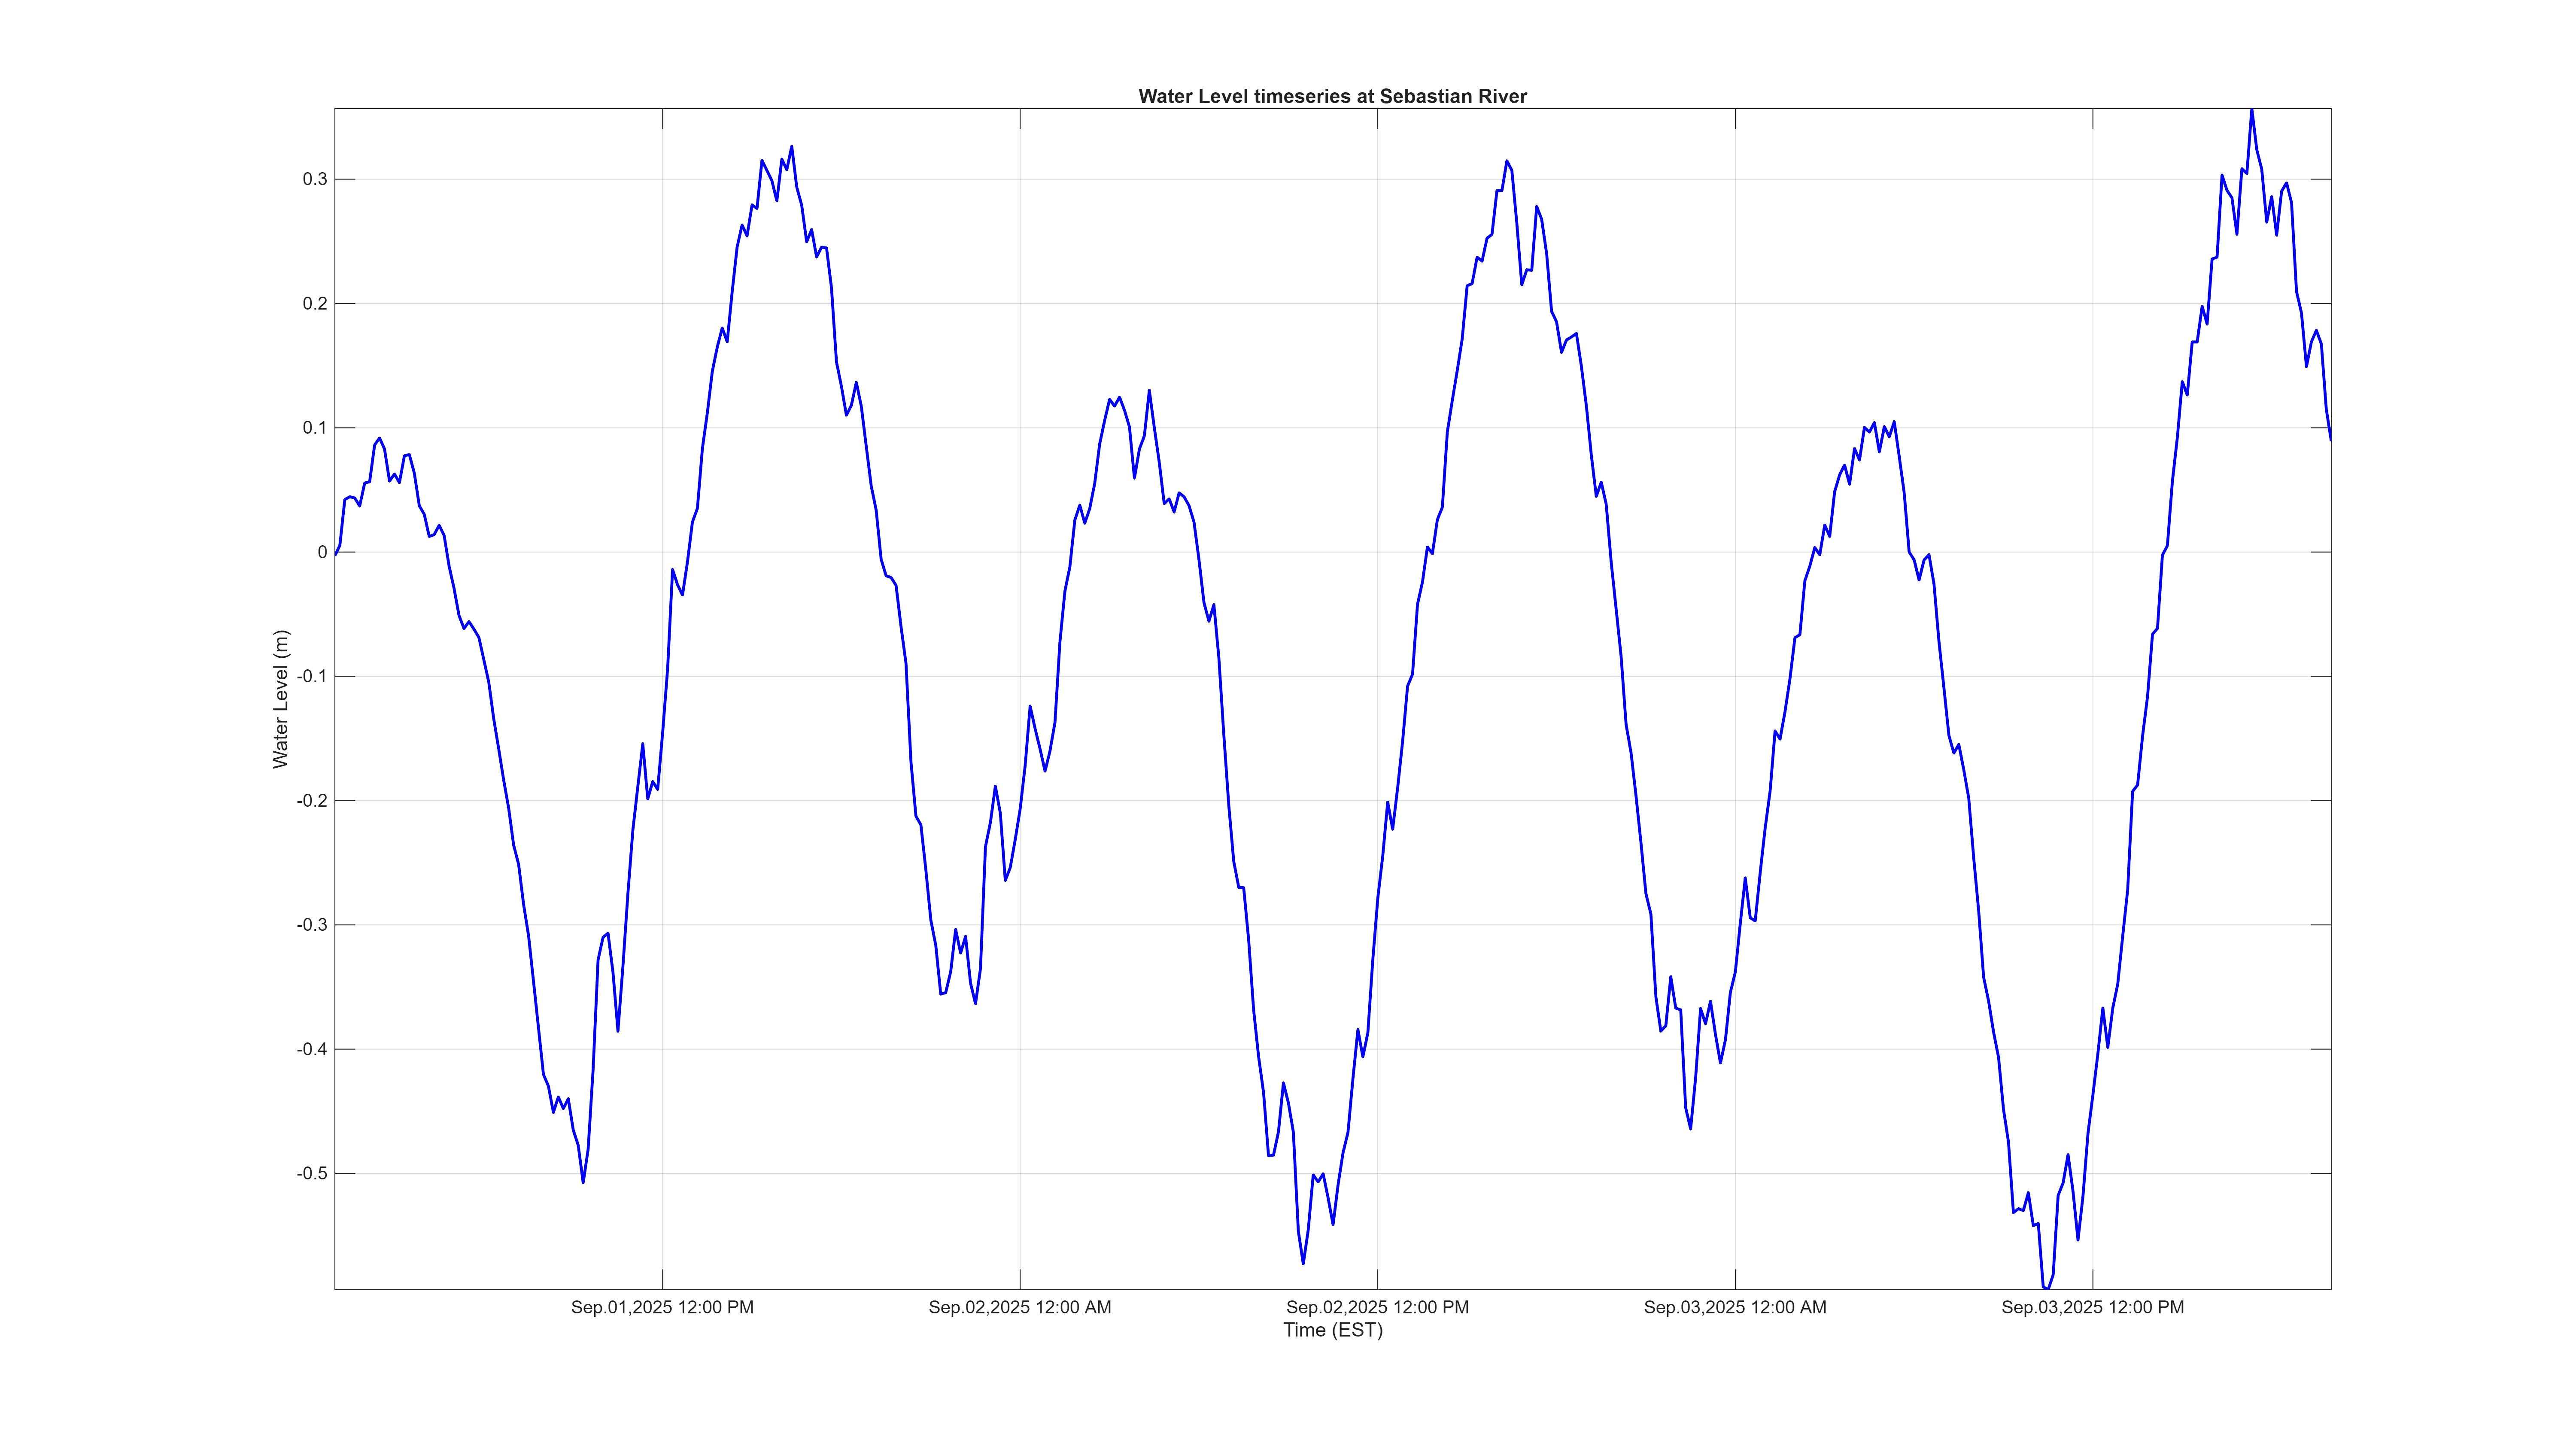 Water Level timeseries at Sebastian River
0.3
0.2
0.1
0
-0.1
-0.2
-0.3
-0.4
-0.5
Water Level (m)
Sep.01,2025 12:00 PM
Sep.02,2025 12:00 AM
Sep.02,2025 12:00 PM
Sep.03,2025 12:00 AM
Sep.03,2025 12:00 PM
Time (EST)